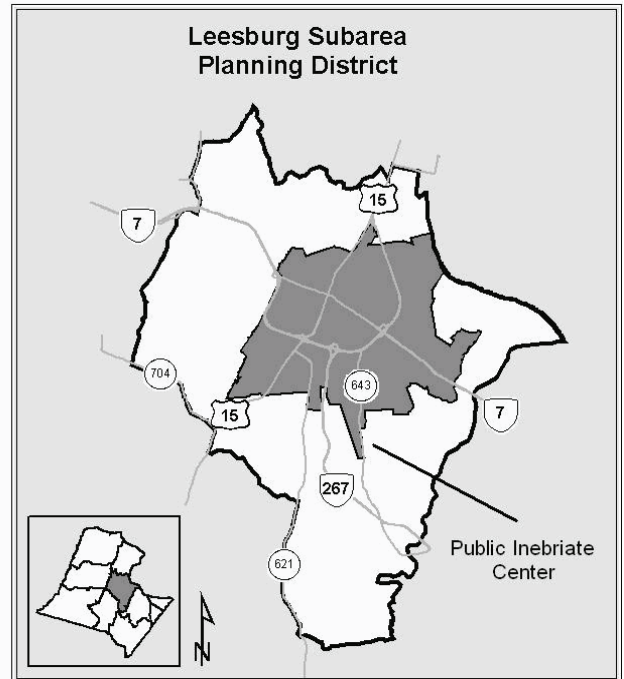 Leesburg Subarea
Planning District
15
7
704
643
15
7
267
621
Public Inebriate
Center
N